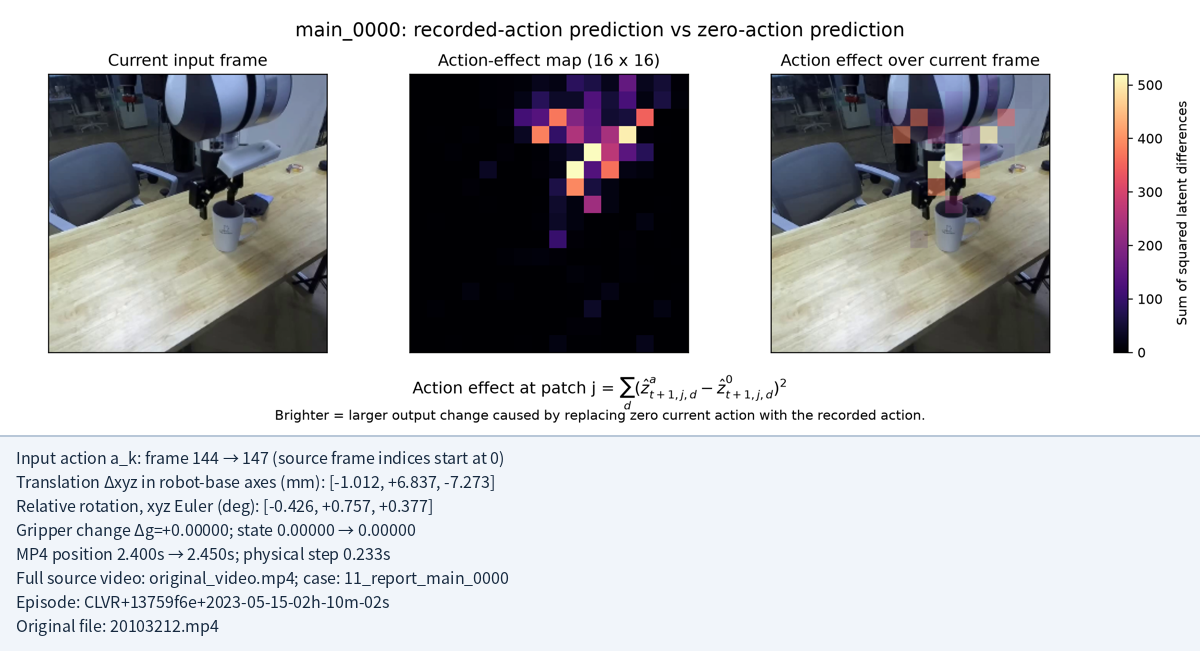 main_0000: recorded-action prediction vs zero-action prediction
Current input frame
Action-effect map (16 x 16)
Action effect over current frame
500
400
300
200
100
0
Sum of squared latent differences
Action effect at patch j = ∑_d (ẑ^a_{t+1,j,d} − ẑ^0_{t+1,j,d})²
Brighter = larger output change caused by replacing zero current action with the recorded action.
Input action a_k: frame 144 → 147 (source frame indices start at 0)
Translation Δxyz in robot-base axes (mm): [-1.012, +6.837, -7.273]
Relative rotation, xyz Euler (deg): [-0.426, +0.757, +0.377]
Gripper change Δg=+0.00000; state 0.00000 → 0.00000
MP4 position 2.400s → 2.450s; physical step 0.233s
Full source video: original_video.mp4; case: 11_report_main_0000
Episode: CLVR+13759f6e+2023-05-15-02h-10m-02s
Original file: 20103212.mp4